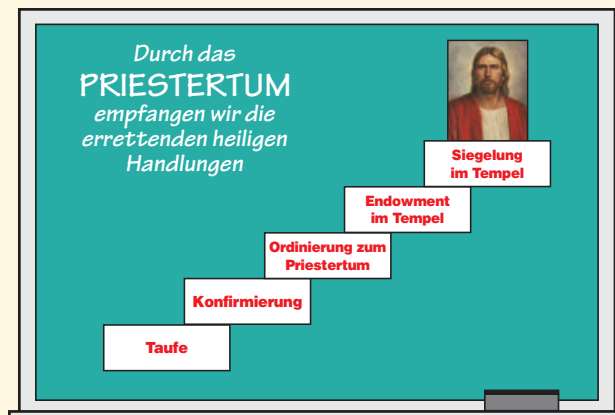 Durch das
PRIESTERTUM
empfangen wir die
errettenden heiligen
Handlungen
Siegelung
im Tempel
Endowment
im Tempel
Ordinierung zum
Priestertum
Konfirmierung
Taufe